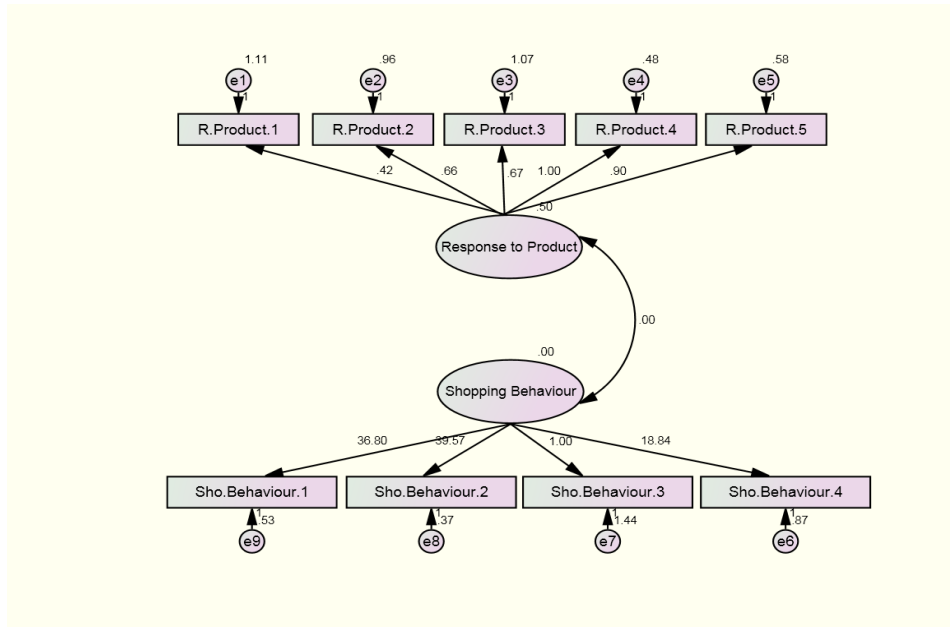 1.11 .96 1.07 .48 .58
e1 e2 e3 e4 e5
1 1 1 1 1
R.Product.1 R.Product.2 R.Product.3 R.Product.4 R.Product.5
.42 .66 .67 1.00 .90
.50
Response to Product
.00
.00
Shopping Behaviour
36.80 39.57 1.00 18.84
Sho.Behaviour.1 Sho.Behaviour.2 Sho.Behaviour.3 Sho.Behaviour.4
1 1 1 1
.53 .37 1.44 .87
e9 e8 e7 e6